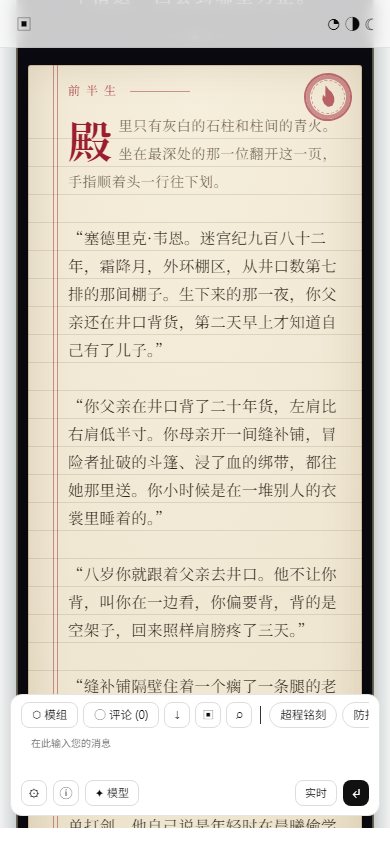 前半生
殿里只有灰白的石柱和柱间的青火。
坐在最深处的那一位翻开这一页，
手指顺着头一行往下划。
“塞德里克·韦恩。迷宫纪九百八十二
年，霜降月，外环棚区，从井口数第七
排的那间棚子。生下来的那一夜，你父
亲还在井口背货，第二天早上才知道自
己有了儿子。”
“你父亲在井口背了二十年货，左肩比
右肩低半寸。你母亲开一间缝补铺，冒
险者扯破的斗篷、浸了血的绷带，都往
她那里送。你小时候是在一堆别人的衣
裳里睡着的。”
“八岁你就跟着父亲去井口。他不让你
背，叫你在一边看，你偏要背，背的是
空架子，回来照样肩膀疼了三天。”
“缝补铺隔壁住着一个瘸了一条腿的老
模组 评论 (0) 超程铭刻
在此输入您的消息
模型 实时